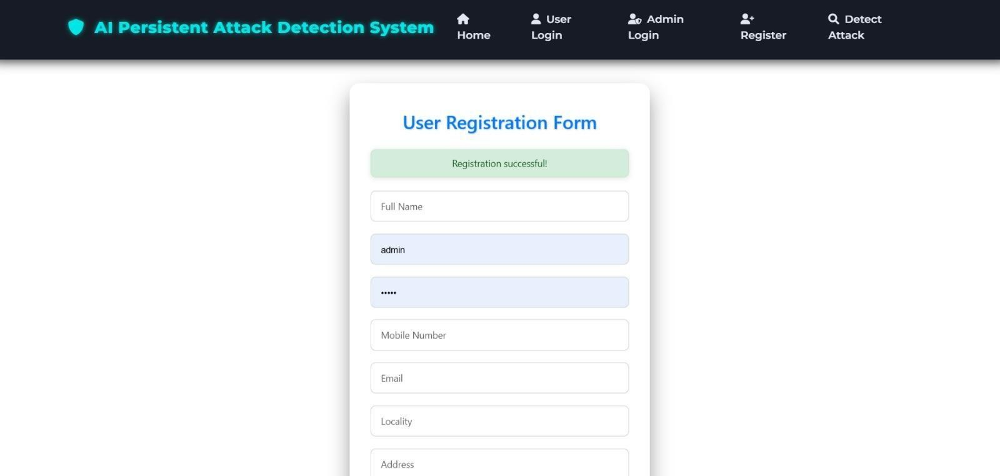 AI Persistent Attack Detection System
Home
User Login
Admin Login
Register
Detect Attack
User Registration Form
Registration successful!
Full Name
admin
•••••
Mobile Number
Email
Locality
Address